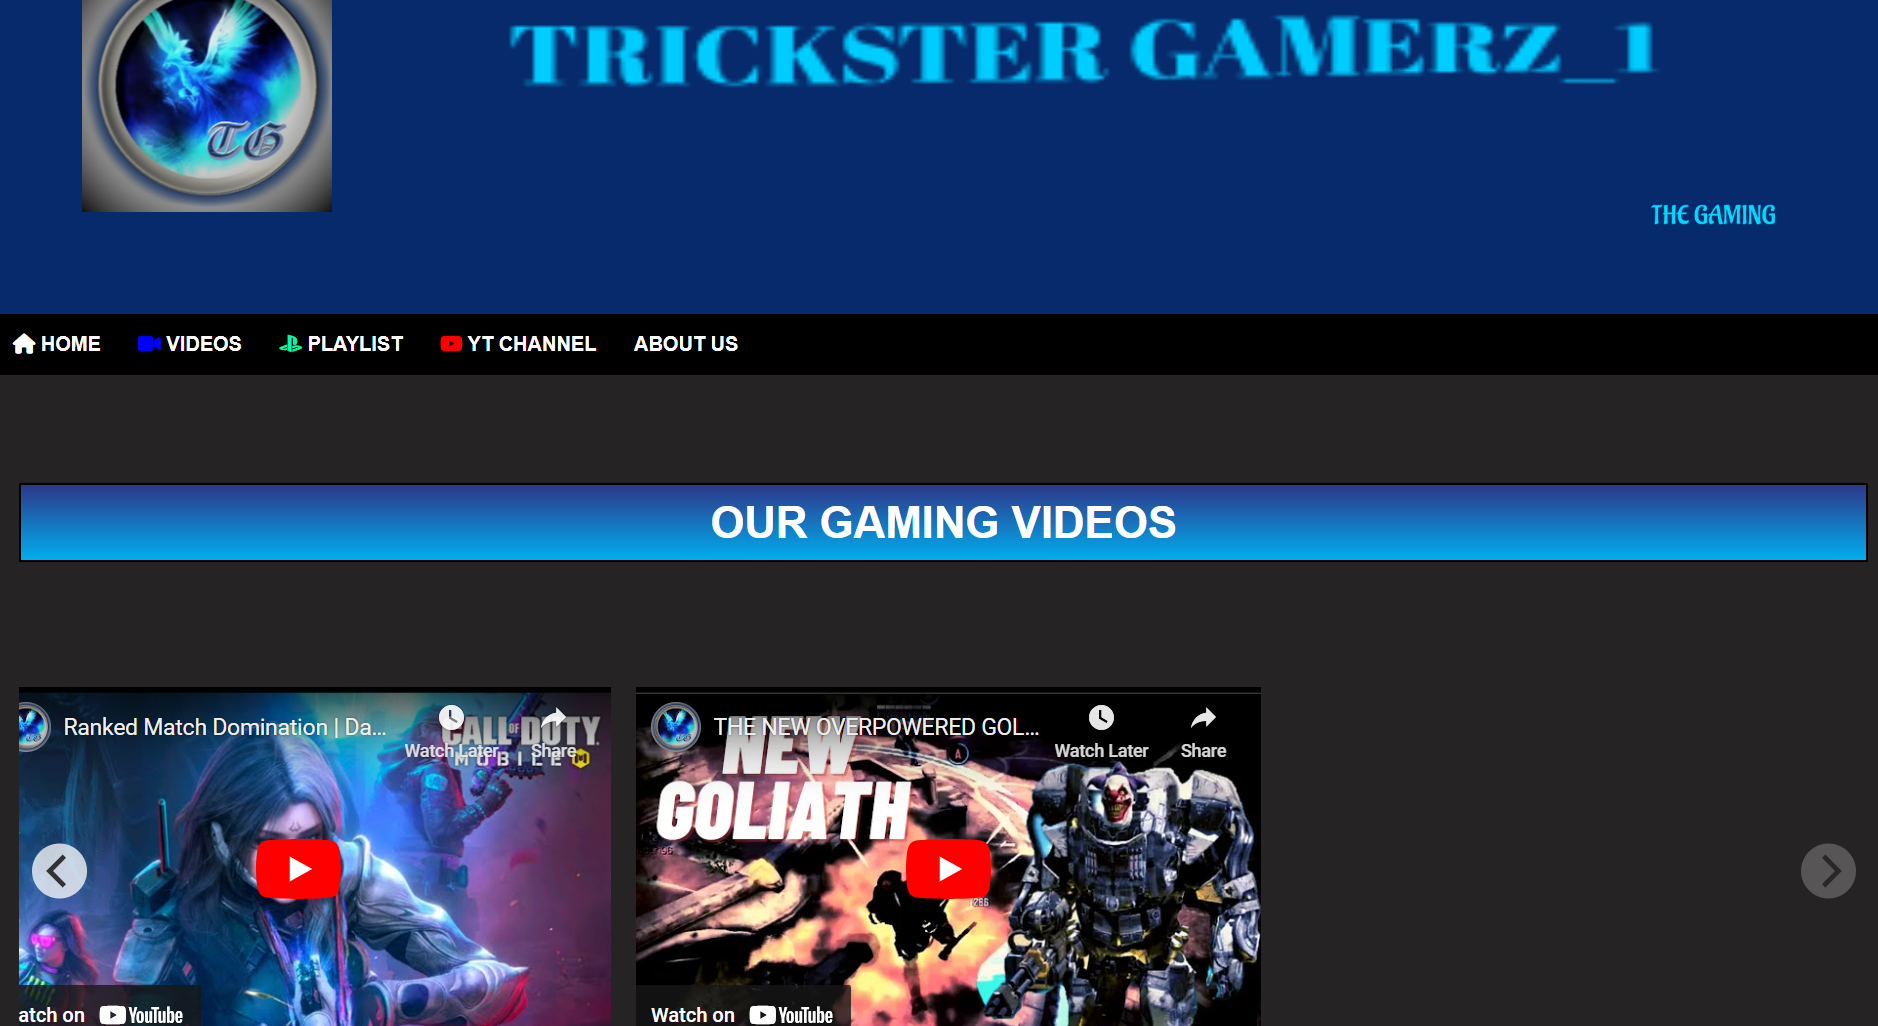 TRICKSTER GAMERZ_1
TG
THE GAMING
HOME VIDEOS PLAYLIST YT CHANNEL ABOUT US
OUR GAMING VIDEOS
Ranked Match Domination | Da...
Watch Later
Share
CALL OF DUTY
MOBILE
atch on YouTube
THE NEW OVERPOWERED GOL...
Watch Later
Share
NEW
GOLIATH
A
Watch on YouTube